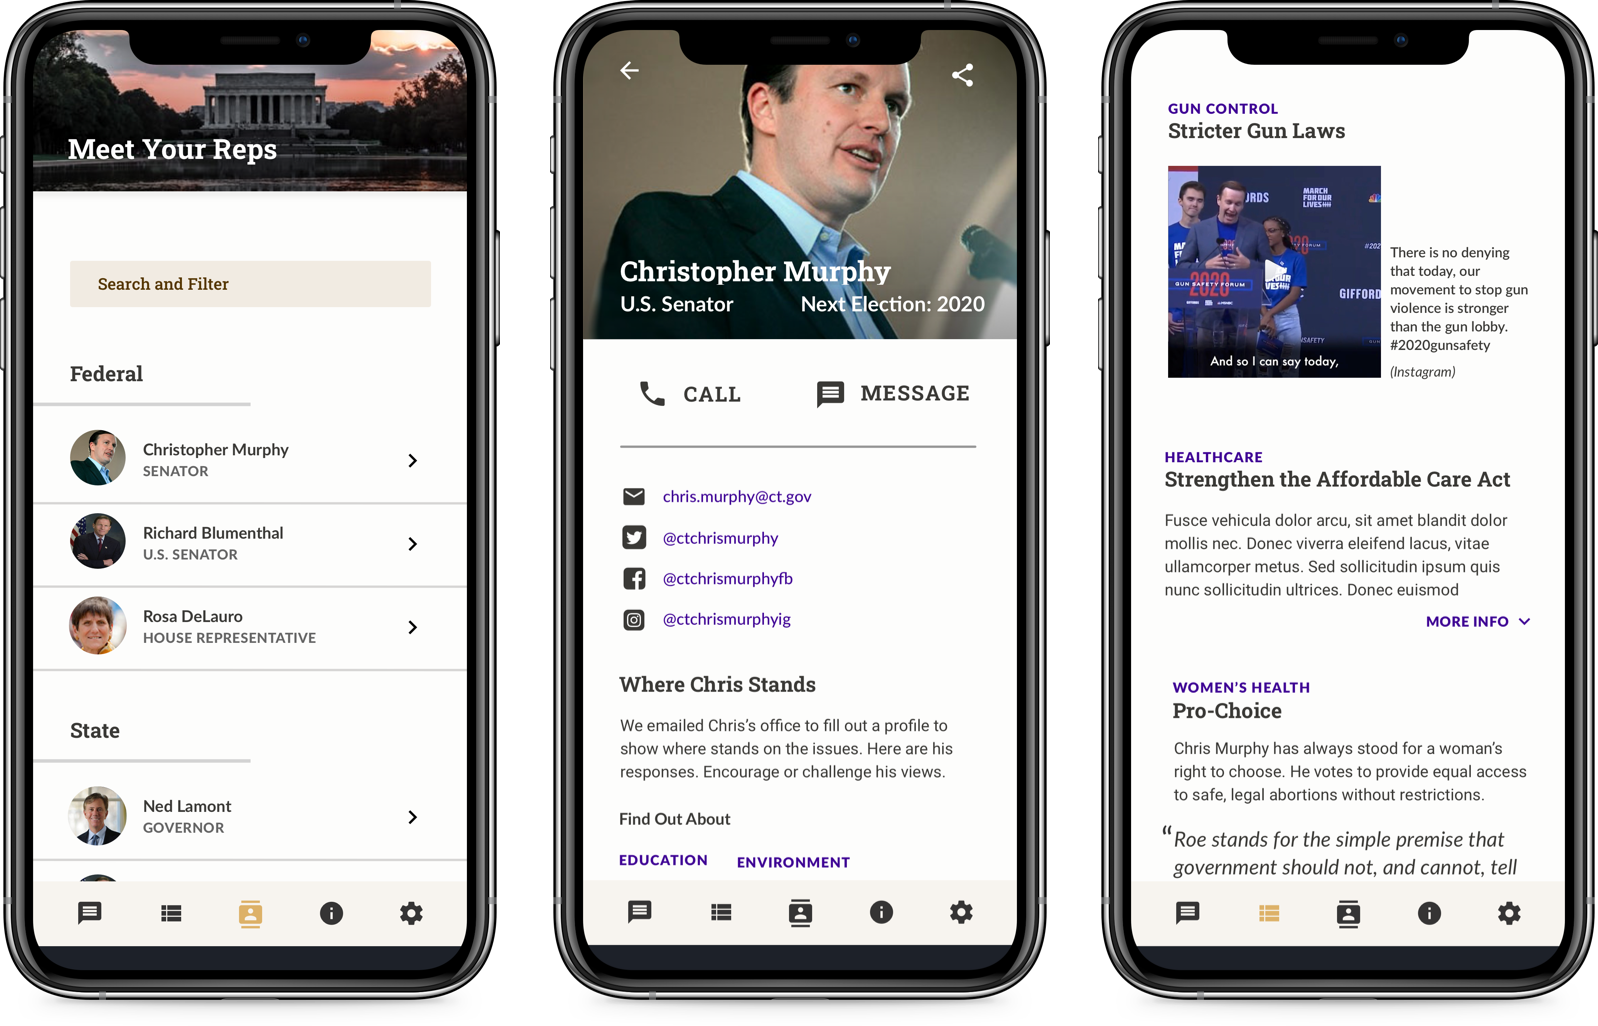 Meet Your Reps
Search and Filter
Federal
Christopher Murphy
SENATOR
Richard Blumenthal
U.S. SENATOR
Rosa DeLauro
HOUSE REPRESENTATIVE
State
Ned Lamont
GOVERNOR
Christopher Murphy
U.S. Senator Next Election: 2020
CALL MESSAGE
chris.murphy@ct.gov
@ctchrismurphy
@ctchrismurphyfb
@ctchrismurphyig
Where Chris Stands
We emailed Chris’s office to fill out a profile to
show where stands on the issues. Here are his
responses. Encourage or challenge his views.
Find Out About
EDUCATION ENVIRONMENT
GUN CONTROL
Stricter Gun Laws
MARCH
FOR OUR
LIVES
2020
GUN SAFETY FORUM
GIFFORD
And so I can say today,
There is no denying
that today, our
movement to stop gun
violence is stronger
than the gun lobby.
#2020gunsafety
(Instagram)
HEALTHCARE
Strengthen the Affordable Care Act
Fusce vehicula dolor arcu, sit amet blandit dolor
mollis nec. Donec viverra eleifend lacus, vitae
ullamcorper metus. Sed sollicitudin ipsum quis
nunc sollicitudin ultrices. Donec euismod
MORE INFO
WOMEN’S HEALTH
Pro-Choice
Chris Murphy has always stood for a woman’s
right to choose. He votes to provide equal access
to safe, legal abortions without restrictions.
“Roe stands for the simple premise that
government should not, and cannot, tell